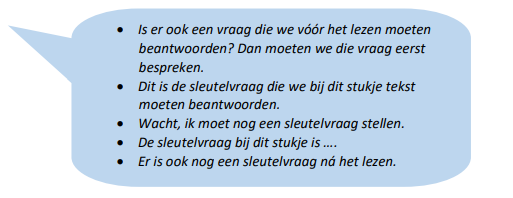 • Is er ook een vraag die we vóór het lezen moeten
beantwoorden? Dan moeten we die vraag eerst
bespreken.
• Dit is de sleutelvraag die we bij dit stukje tekst
moeten beantwoorden.
• Wacht, ik moet nog een sleutelvraag stellen.
• De sleutelvraag bij dit stukje is ….
• Er is ook nog een sleutelvraag ná het lezen.